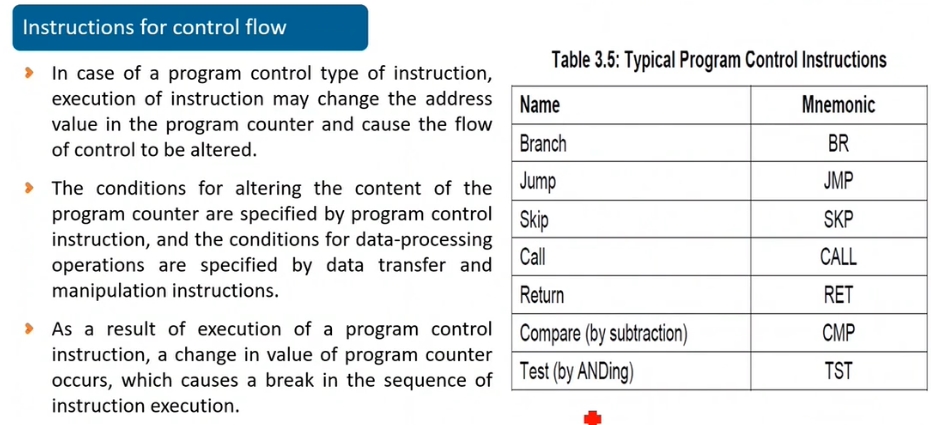 Instructions for control flow
In case of a program control type of instruction,
execution of instruction may change the address
value in the program counter and cause the flow
of control to be altered.
The conditions for altering the content of the
program counter are specified by program control
instruction, and the conditions for data-processing
operations are specified by data transfer and
manipulation instructions.
As a result of execution of a program control
instruction, a change in value of program counter
occurs, which causes a break in the sequence of
instruction execution.
Table 3.5: Typical Program Control Instructions
Name Mnemonic
Branch BR
Jump JMP
Skip SKP
Call CALL
Return RET
Compare (by subtraction) CMP
Test (by ANDing) TST